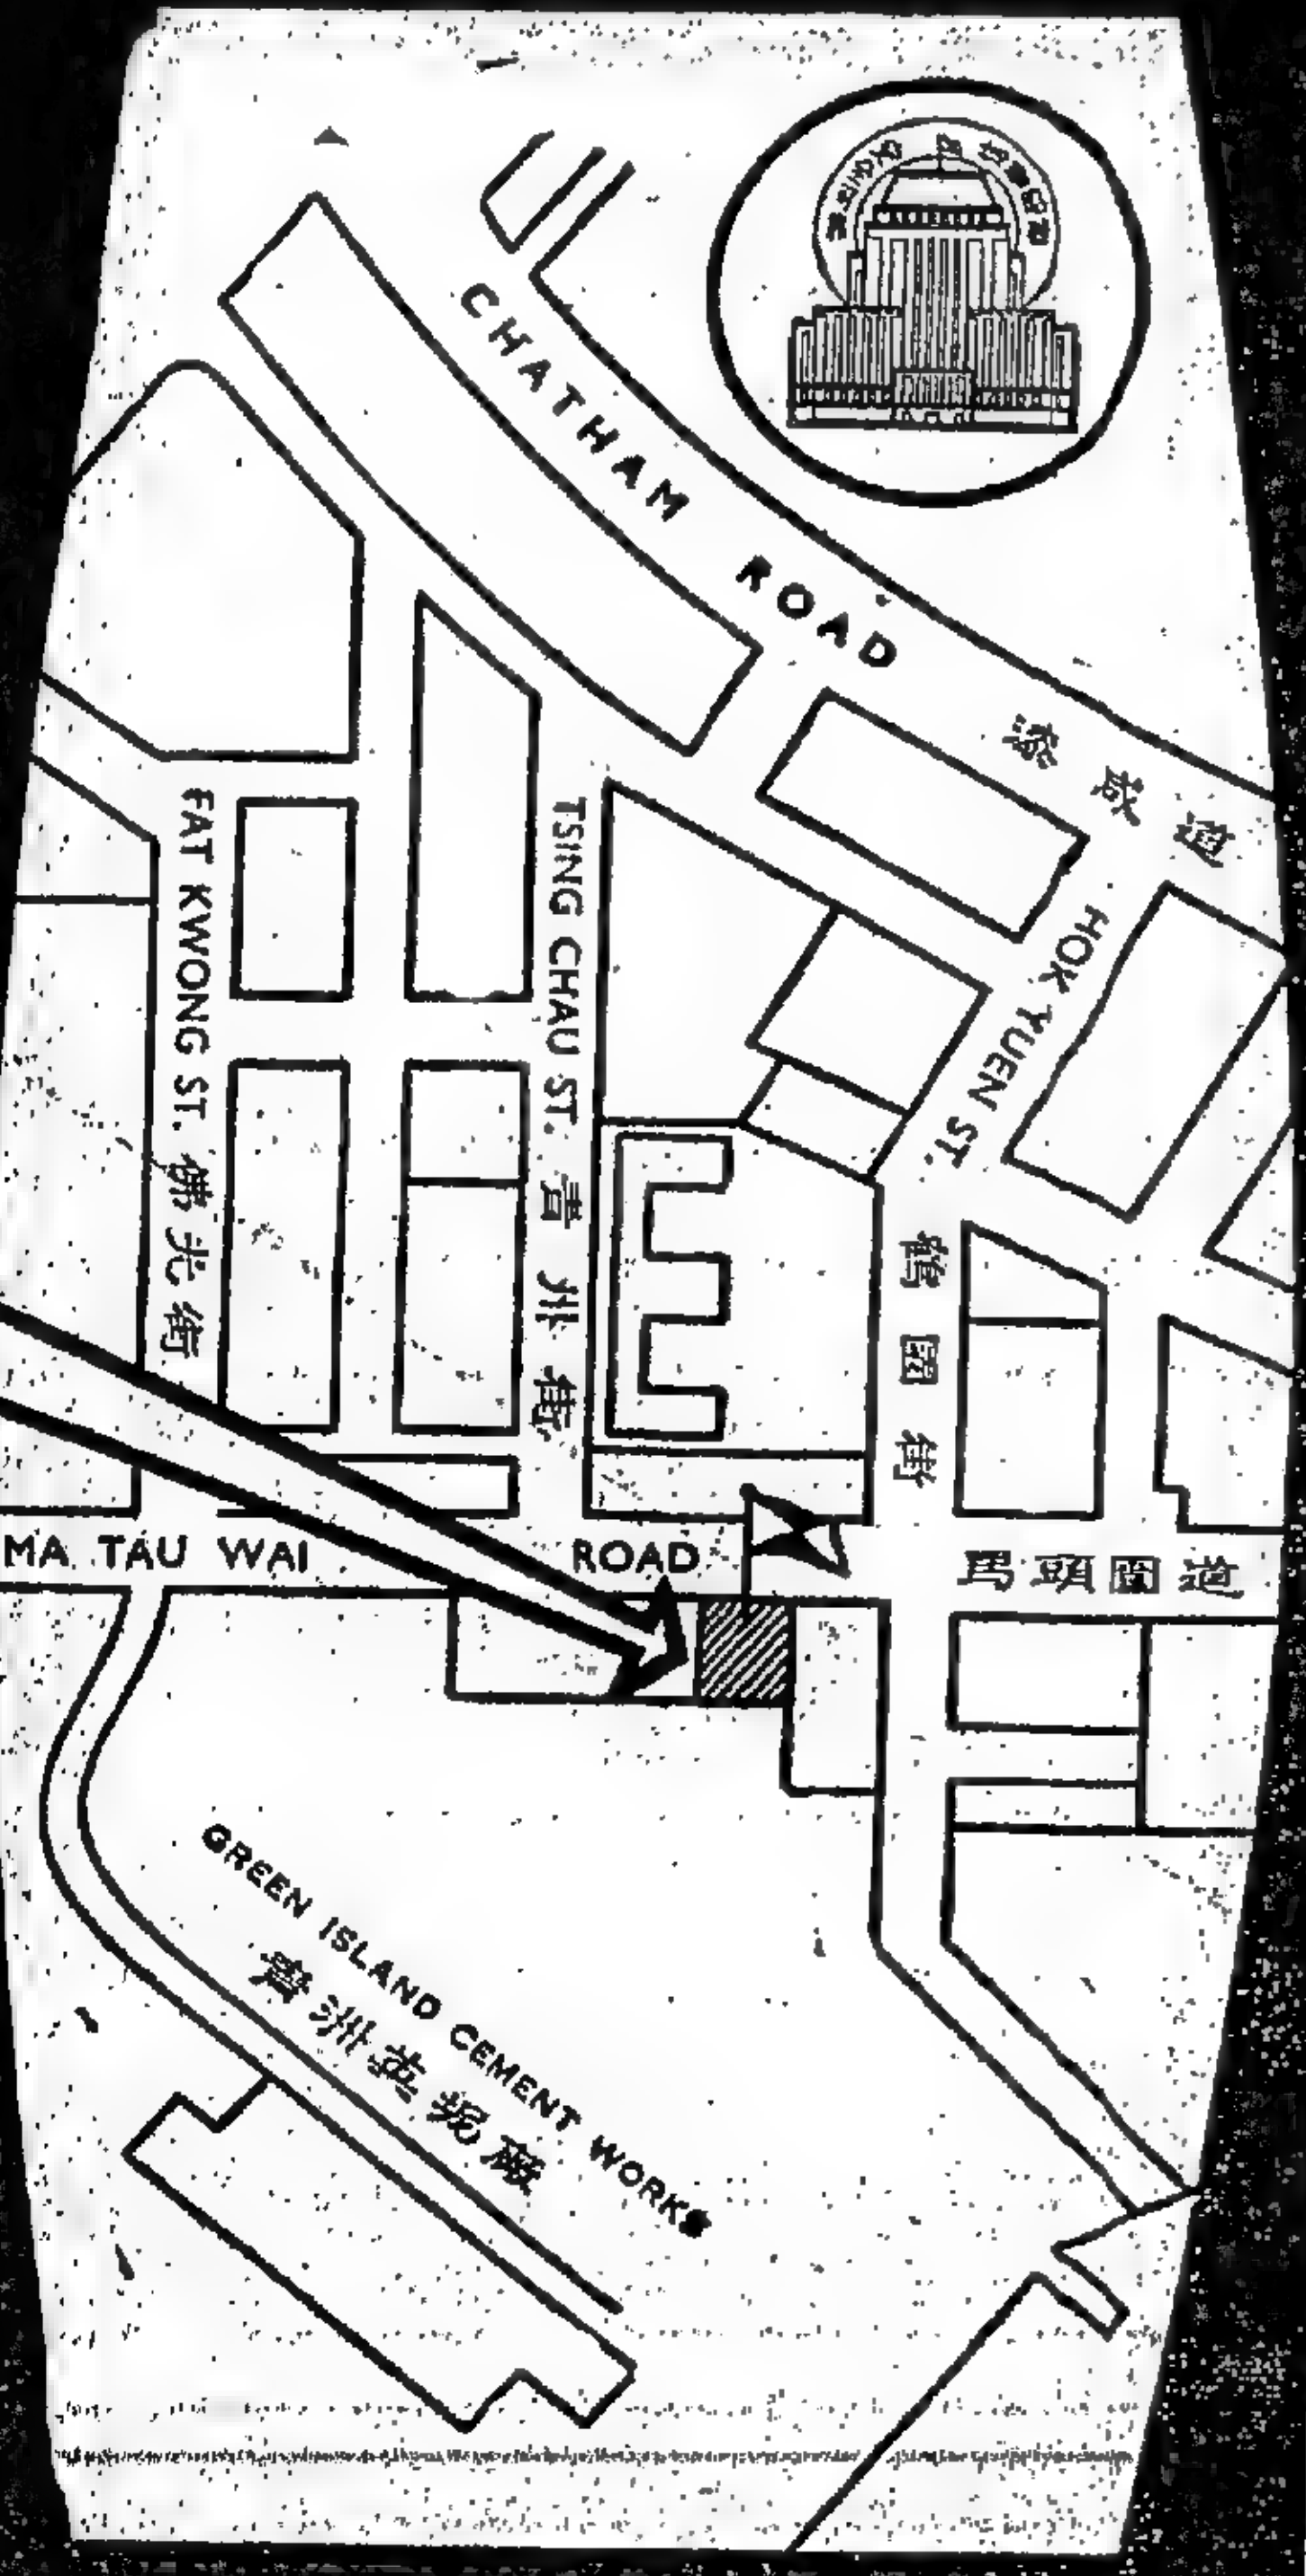 CHATHAM ROAD
漆咸道
FAT KWONG ST. 佛光街
TSING CHAU ST. 青州街
HOK YUEN ST.
鶴園街
MA TAU WAI ROAD 馬頭圍道
GREEN ISLAND CEMENT WORKS
青洲英坭廠